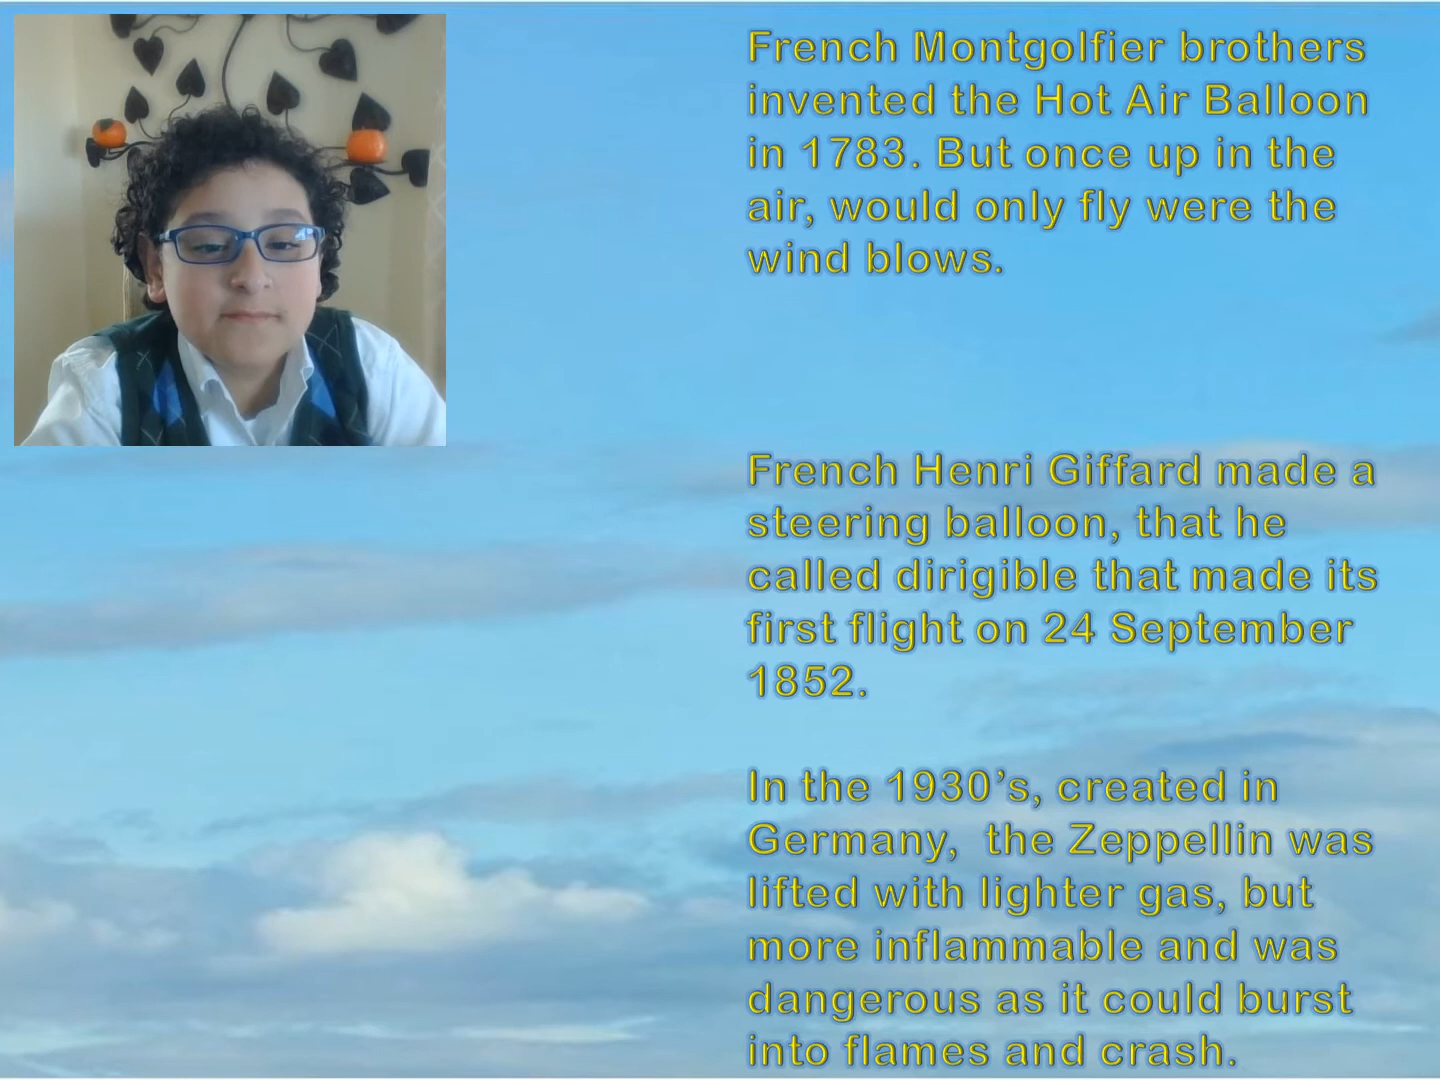 French Montgolfier brothers
invented the Hot Air Balloon
in 1783. But once up in the
air, would only fly were the
wind blows.
French Henri Giffard made a
steering balloon, that he
called dirigible that made its
first flight on 24 September
1852.
In the 1930’s, created in
Germany,  the Zeppellin was
lifted with lighter gas, but
more inflammable and was
dangerous as it could burst
into flames and crash.